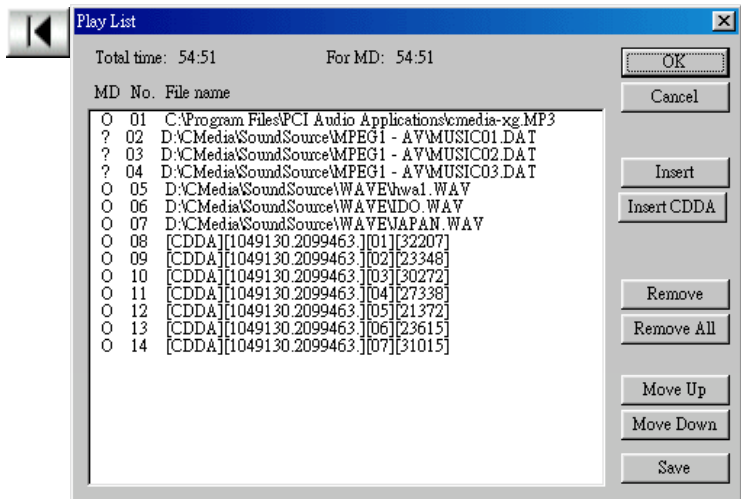 Play List
Total time: 54:51 For MD: 54:51
OK
MD No. File name
Cancel
O 01 C:\Program Files\PCI Audio Applications\cmedia-xg.MP3
? 02 D:\CMedia\SoundSource\MPEG1 - AV\MUSIC01.DAT
? 03 D:\CMedia\SoundSource\MPEG1 - AV\MUSIC02.DAT
? 04 D:\CMedia\SoundSource\MPEG1 - AV\MUSIC03.DAT
O 05 D:\CMedia\SoundSource\WAVE\hwa1.WAV
O 06 D:\CMedia\SoundSource\WAVE\IDO.WAV
O 07 D:\CMedia\SoundSource\WAVE\JAPAN.WAV
O 08 [CDDA][1049130.2099463.][01][32207]
O 09 [CDDA][1049130.2099463.][02][23348]
O 10 [CDDA][1049130.2099463.][03][30272]
O 11 [CDDA][1049130.2099463.][04][27338]
O 12 [CDDA][1049130.2099463.][05][21372]
O 13 [CDDA][1049130.2099463.][06][23615]
O 14 [CDDA][1049130.2099463.][07][31015]
Insert
Insert CDDA
Remove
Remove All
Move Up
Move Down
Save